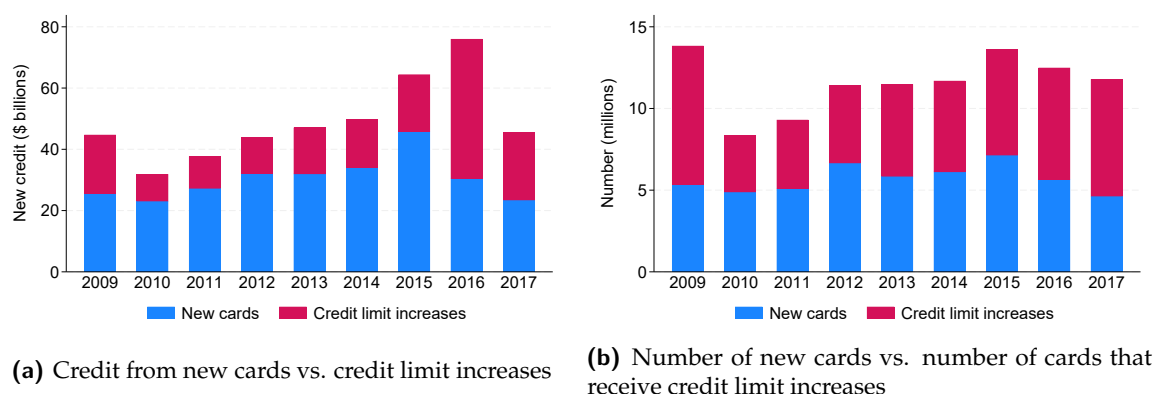 New credit ($ billions)
80
60
40
20
0
2009 2010 2011 2012 2013 2014 2015 2016 2017
New cards Credit limit increases
(a) Credit from new cards vs. credit limit increases
Number (millions)
15
10
5
0
2009 2010 2011 2012 2013 2014 2015 2016 2017
New cards Credit limit increases
(b) Number of new cards vs. number of cards that
receive credit limit increases